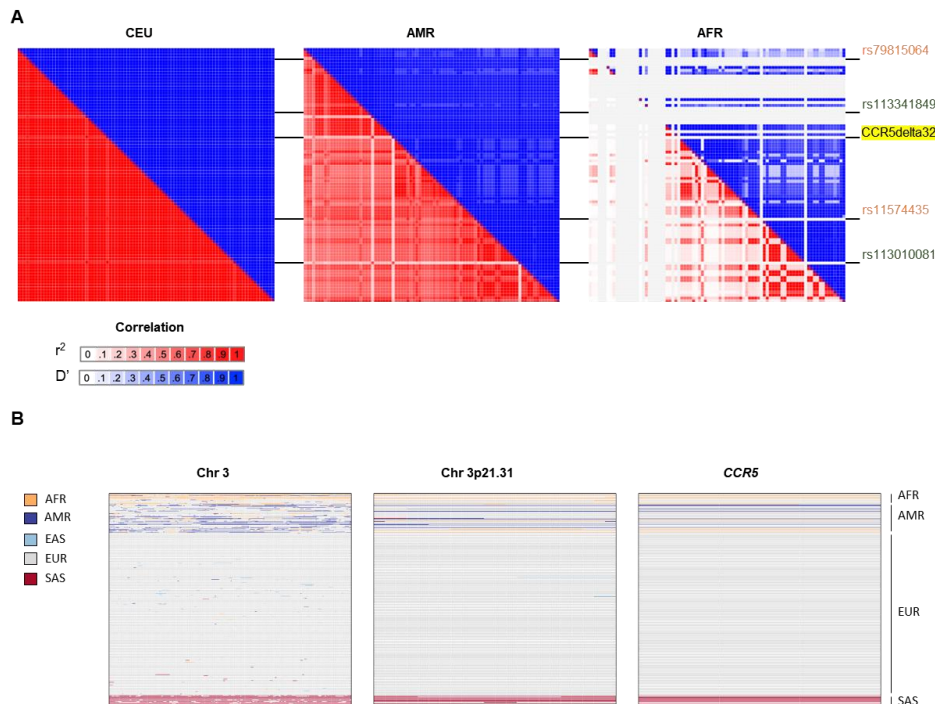 A
CEU AMR AFR
rs79815064
rs113341849
CCR5delta32
rs11574435
rs113010081
Correlation
r2 0 .1 .2 .3 .4 .5 .6 .7 .8 .9 1
D' 0 .1 .2 .3 .4 .5 .6 .7 .8 .9 1
B
Chr 3 Chr 3p21.31 CCR5
AFR
AMR
EAS
EUR
SAS
AFR
AMR
EUR
SAS